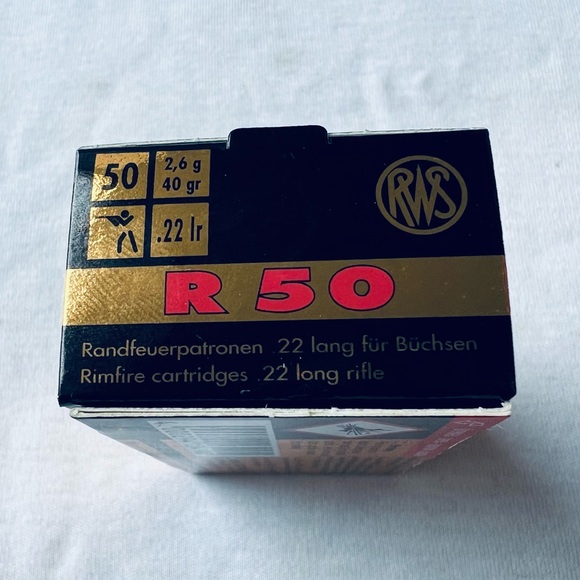 50
2,6 g
40 gr
.22 lr
RWS
R 50
Randfeuerpatronen .22 lang für Büchsen
Rimfire cartridges .22 long rifle